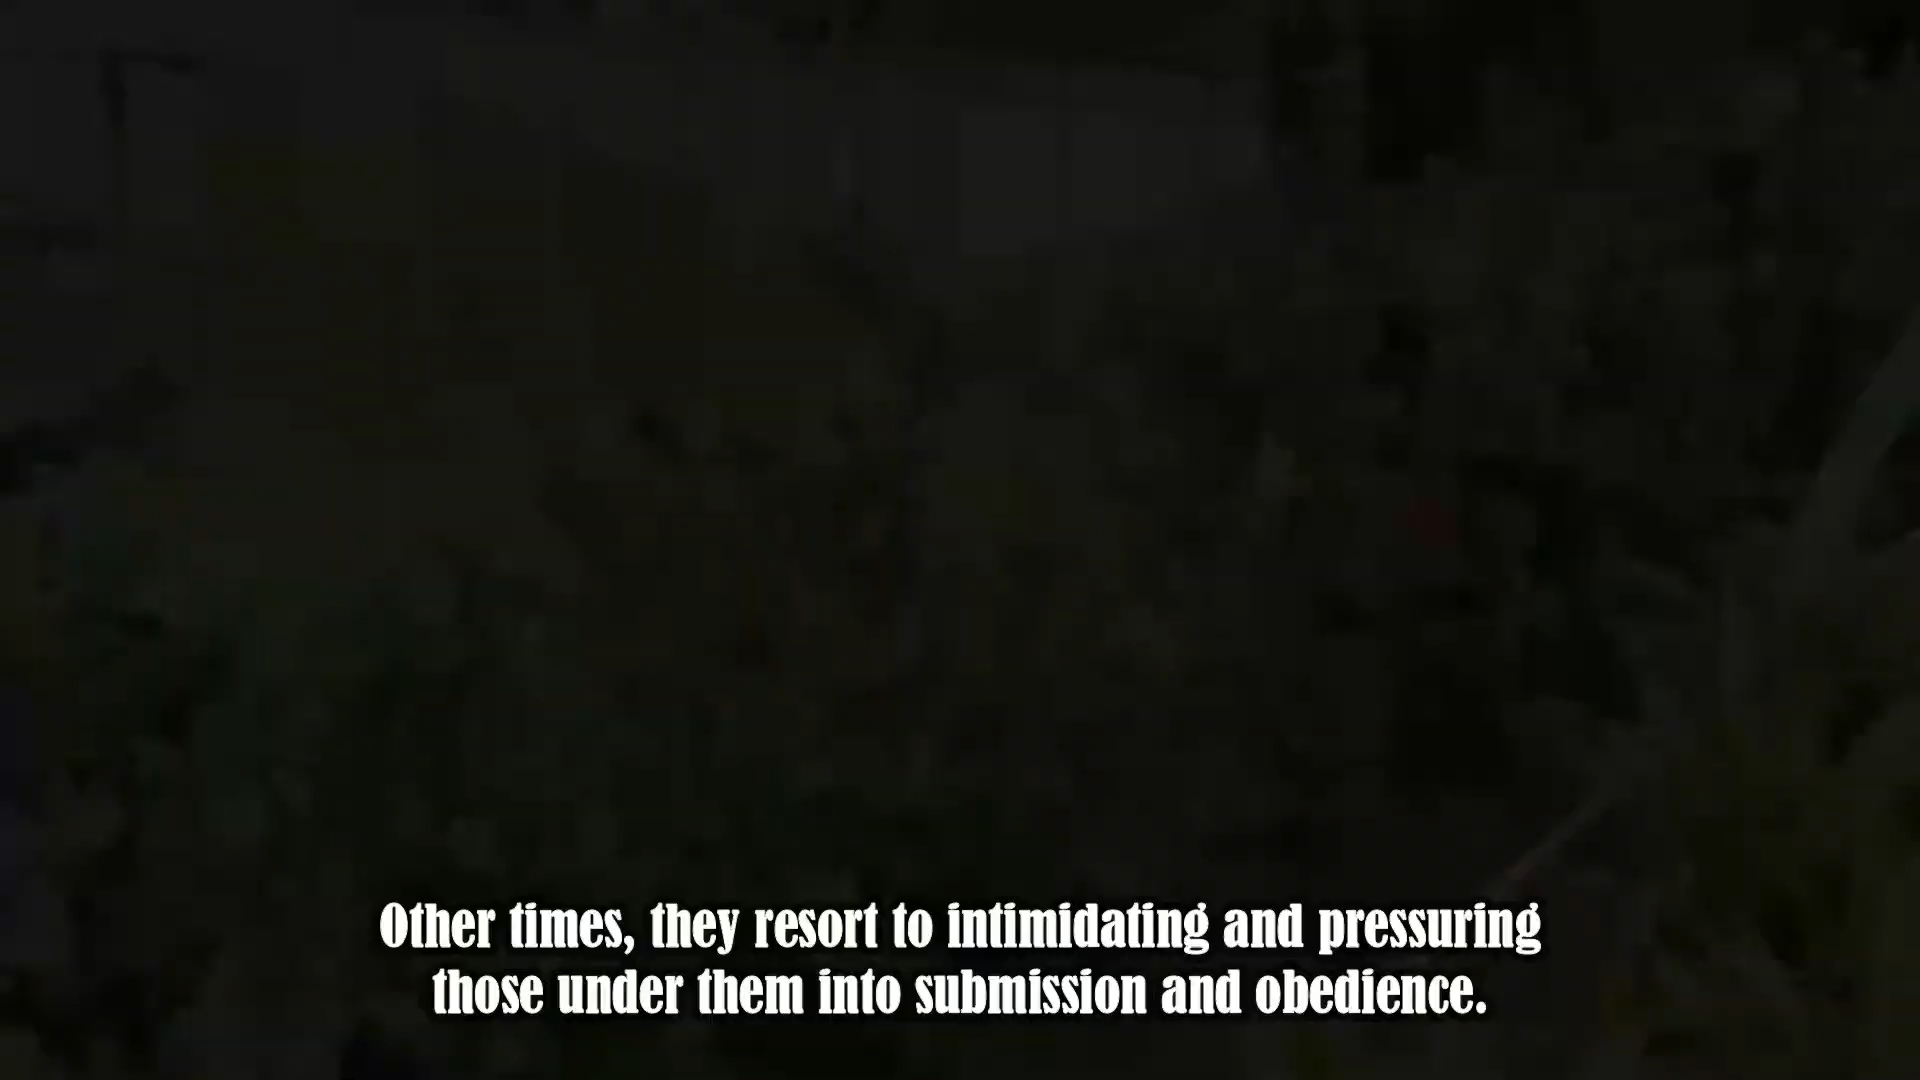 Other times, they resort to intimidating and pressuring
those under them into submission and obedience.